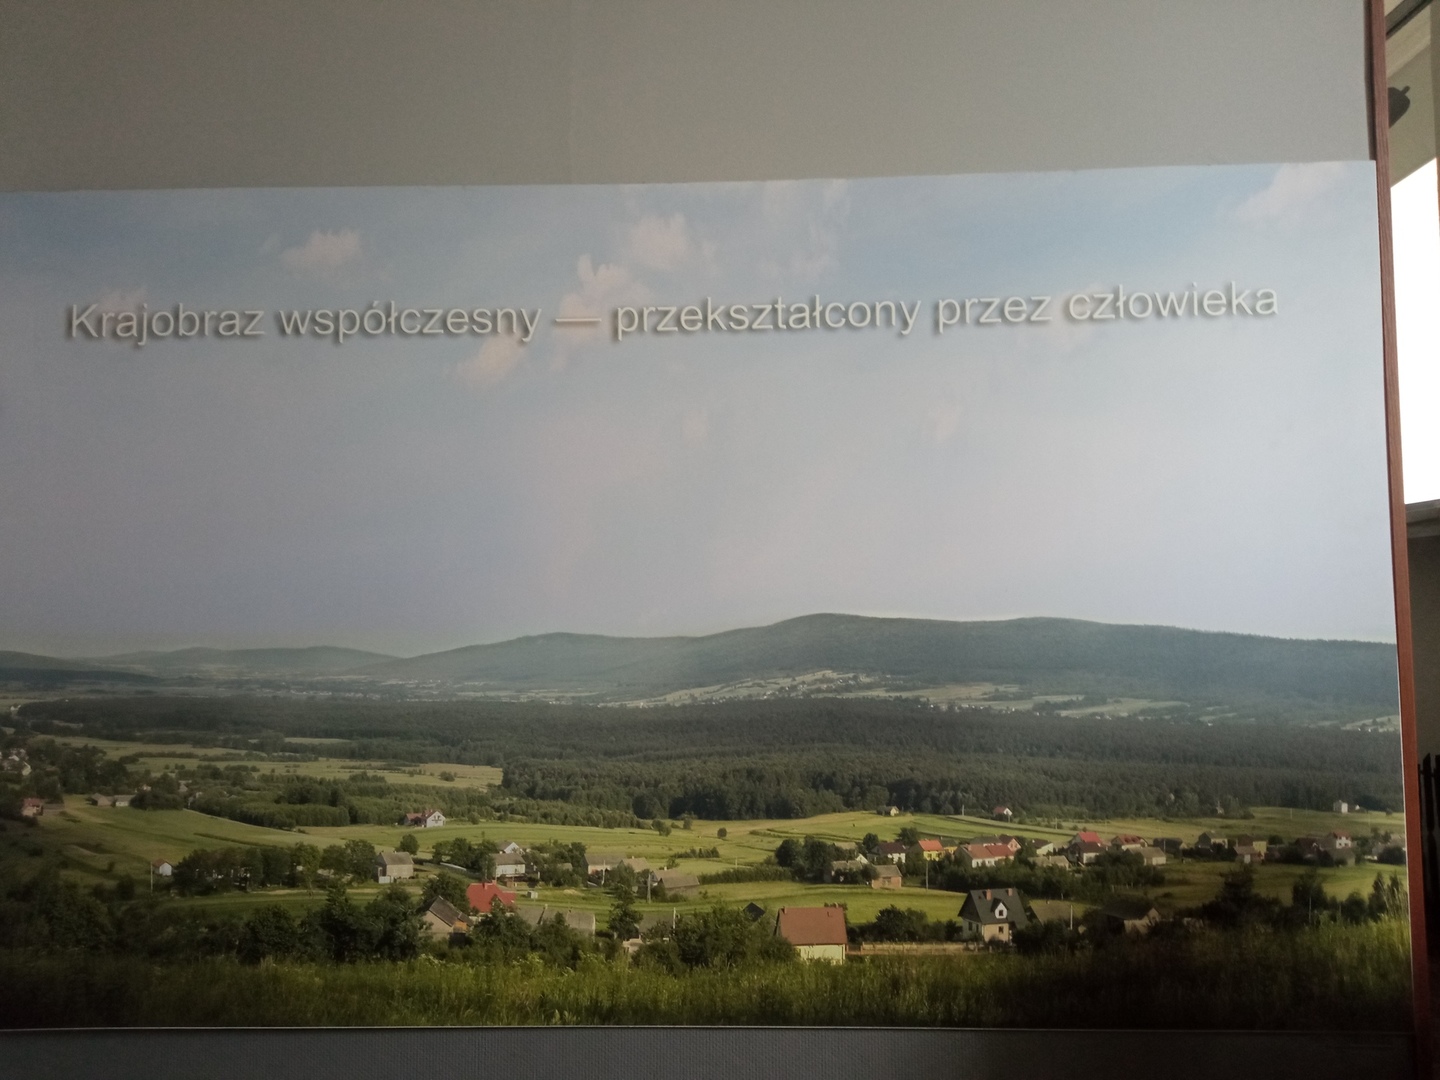 Krajobraz współczesny — przekształcony przez człowieka